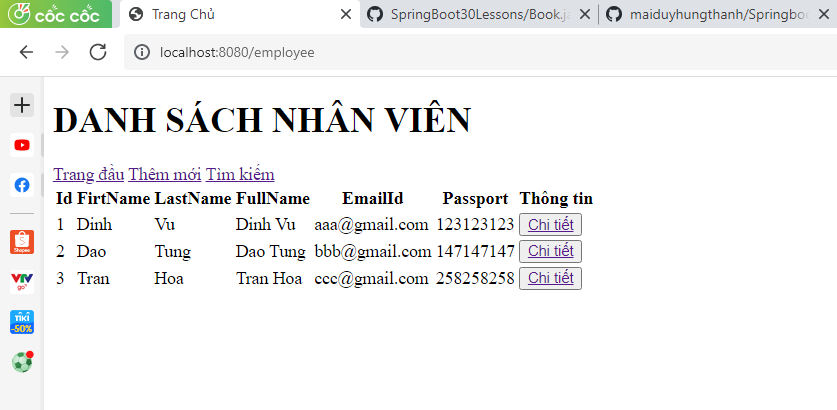 cốc cốc Trang Chủ SpringBoot30Lessons/Book.ja maiduyhungthanh/Springboo
localhost:8080/employee
DANH SÁCH NHÂN VIÊN
Trang đầu Thêm mới Tìm kiếm
Id FirtName LastName FullName EmailId Passport Thông tin
1 Dinh Vu Dinh Vu aaa@gmail.com 123123123 Chi tiết
2 Dao Tung Dao Tung bbb@gmail.com 147147147 Chi tiết
3 Tran Hoa Tran Hoa ccc@gmail.com 258258258 Chi tiết
Shopee
VTV
go
TIKI
-50%